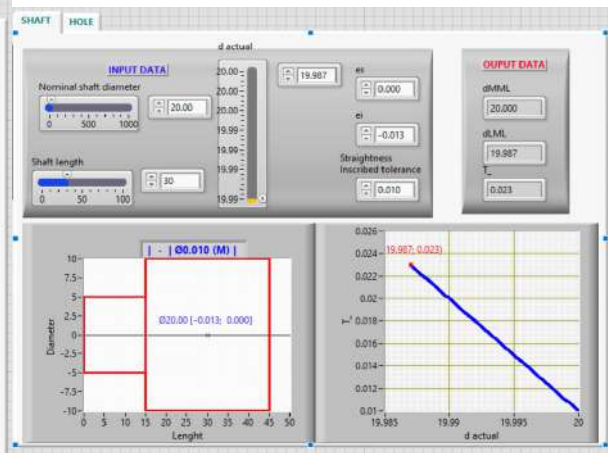 SHAFT HOLE
d actual
INPUT DATA
Norminal shaft diameter
20.00
0 500 1000
Shaft length
30
0 50 100
20.00
20.00
20.00
19.99
19.99
19.99
19.99
19.99
19.987
es
0.000
ei
-0.013
Straightness
Inscribed tolerance
0.010
OUPUT DATA
dMML
20.000
dLML
19.987
T_
0.023
| - | Ø0.010 (M) |
Diameter
10
7.5
5
2.5
0
-2.5
-5
-7.5
-10
Ø20.00 [-0.013; 0.000]
0 5 10 15 20 25 30 35 40 45 50
Lenght
T_
0.026
0.024
0.022
0.02
0.018
0.016
0.014
0.012
0.01
19.987; 0.023)
19.985 19.99 19.995 20
d actual